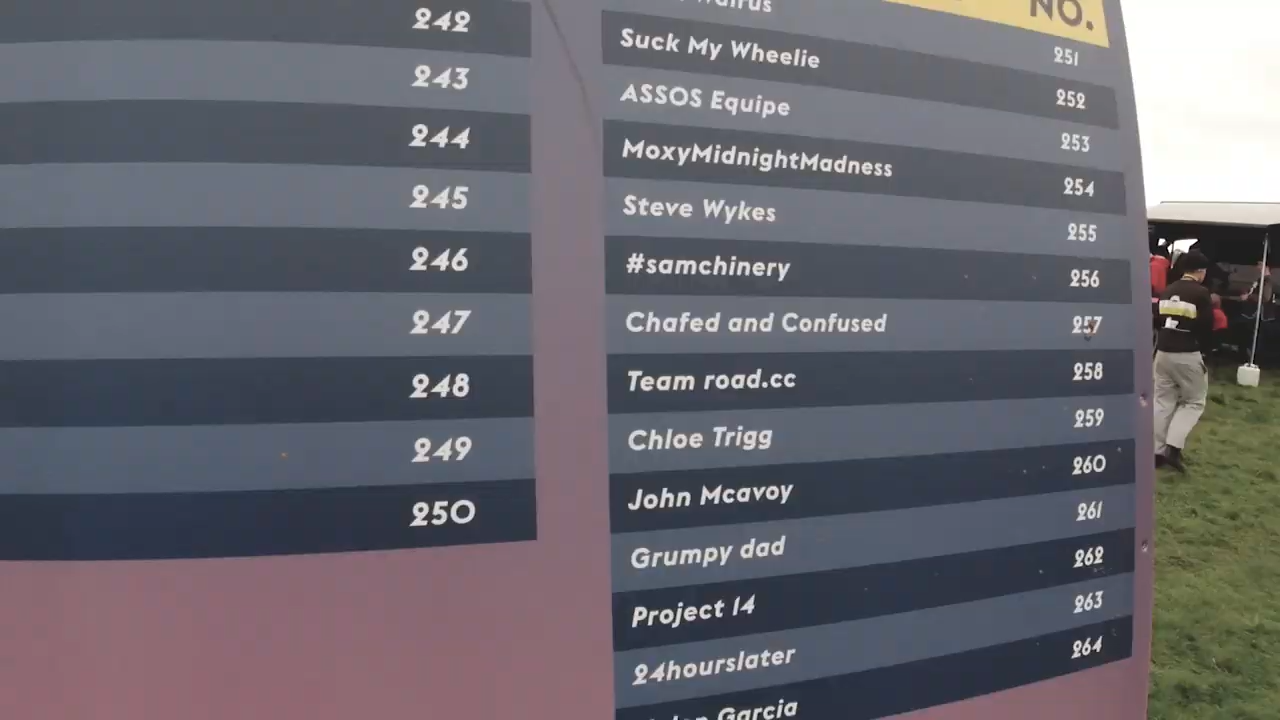 242
243
244
245
246
247
248
249
250
NO.
Walrus 251
Suck My Wheelie 252
ASSOS Equipe 253
MoxyMidnightMadness 254
Steve Wykes 255
#samchinery 256
Chafed and Confused 257
Team road.cc 258
Chloe Trigg 259
John Mcavoy 260
Grumpy dad 261
Project 14 262
24hourslater 263
Garcia 264